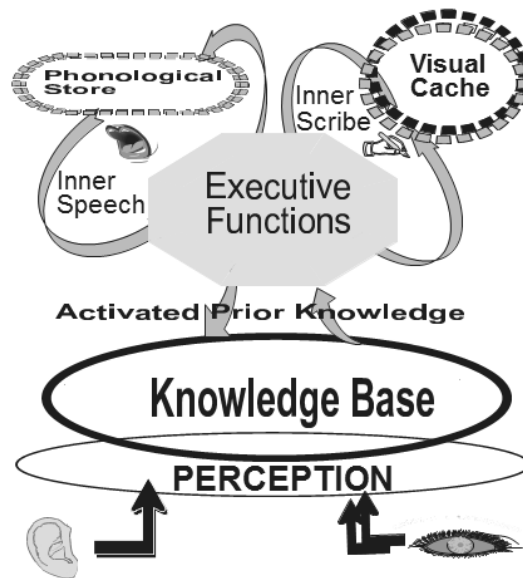 Phonological
Store
Visual
Cache
Inner
Scribe
Inner
Speech
Executive
Functions
Activated Prior Knowledge
Knowledge Base
PERCEPTION